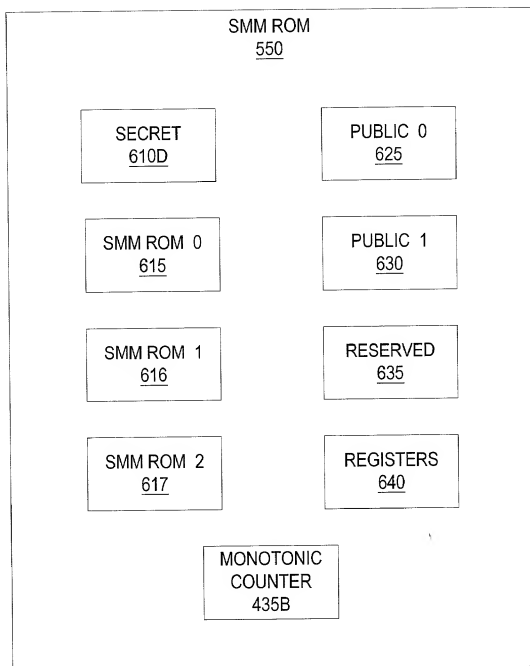 SMM ROM
550
SECRET
610D
PUBLIC 0
625
SMM ROM 0
615
PUBLIC 1
630
SMM ROM 1
616
RESERVED
635
SMM ROM 2
617
REGISTERS
640
MONOTONIC
COUNTER
435B